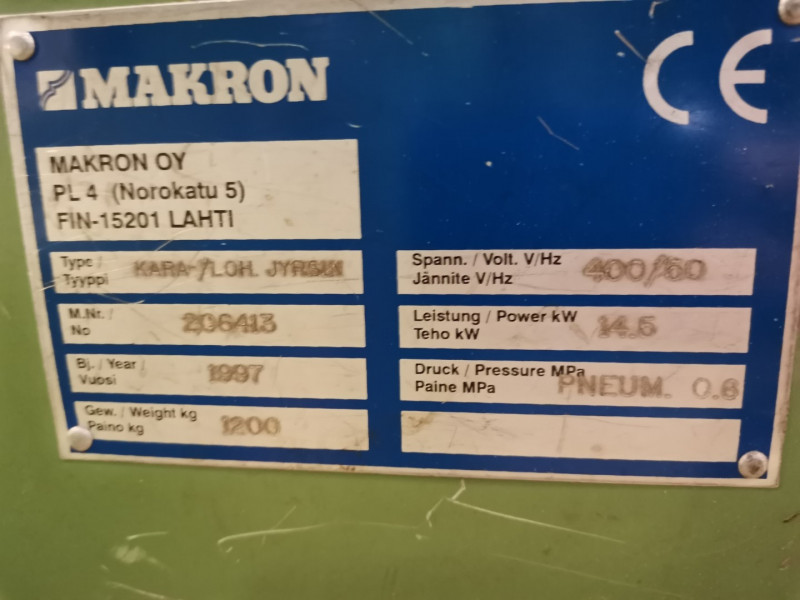 MAKRON
CE
MAKRON OY
PL 4 (Norokatu 5)
FIN-15201 LAHTI
Type / Tyyppi KARA-/LOH. JYRSIN
M.Nr. / No 206413
Bj. / Year / Vuosi 1997
Gew. / Weight kg
Paino kg 1200
Spann. / Volt. V/Hz
Jännite V/Hz 400/50
Leistung / Power kW
Teho kW 14.5
Druck / Pressure MPa
Paine MPa PNEUM. 0.6